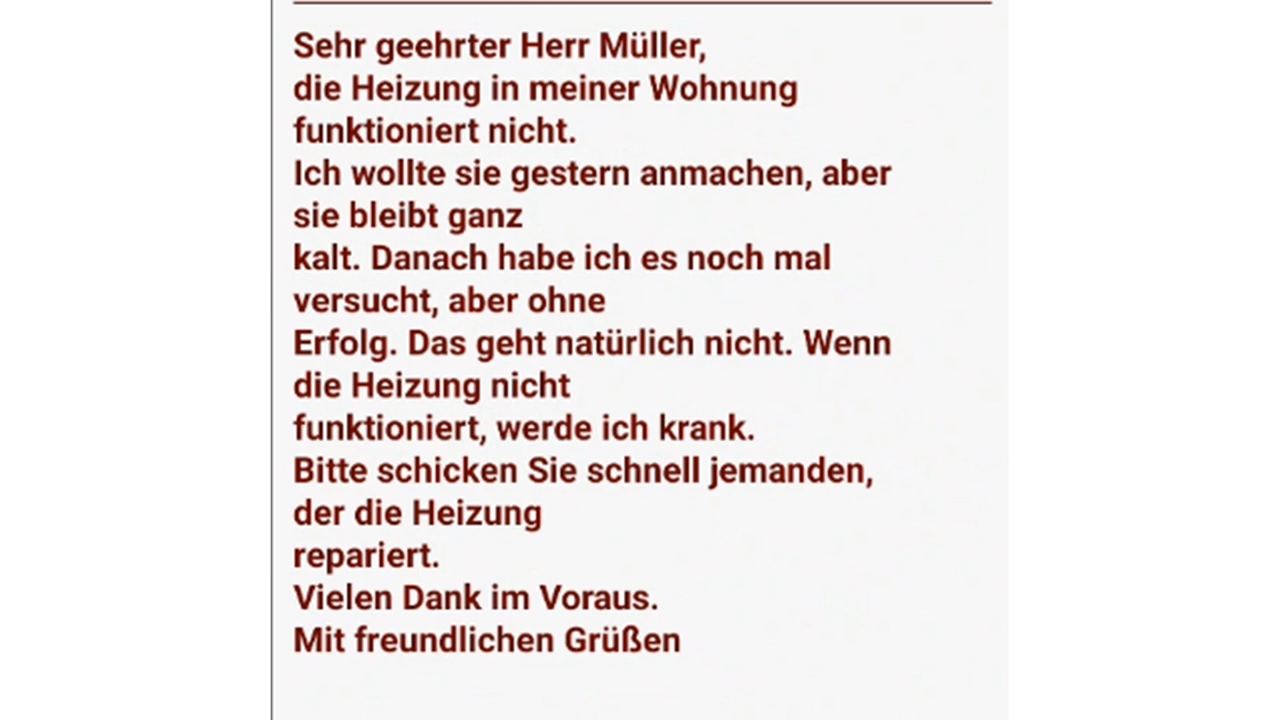 Sehr geehrter Herr Müller,
die Heizung in meiner Wohnung
funktioniert nicht.
Ich wollte sie gestern anmachen, aber
sie bleibt ganz
kalt. Danach habe ich es noch mal
versucht, aber ohne
Erfolg. Das geht natürlich nicht. Wenn
die Heizung nicht
funktioniert, werde ich krank.
Bitte schicken Sie schnell jemanden,
der die Heizung
repariert.
Vielen Dank im Voraus.
Mit freundlichen Grüßen